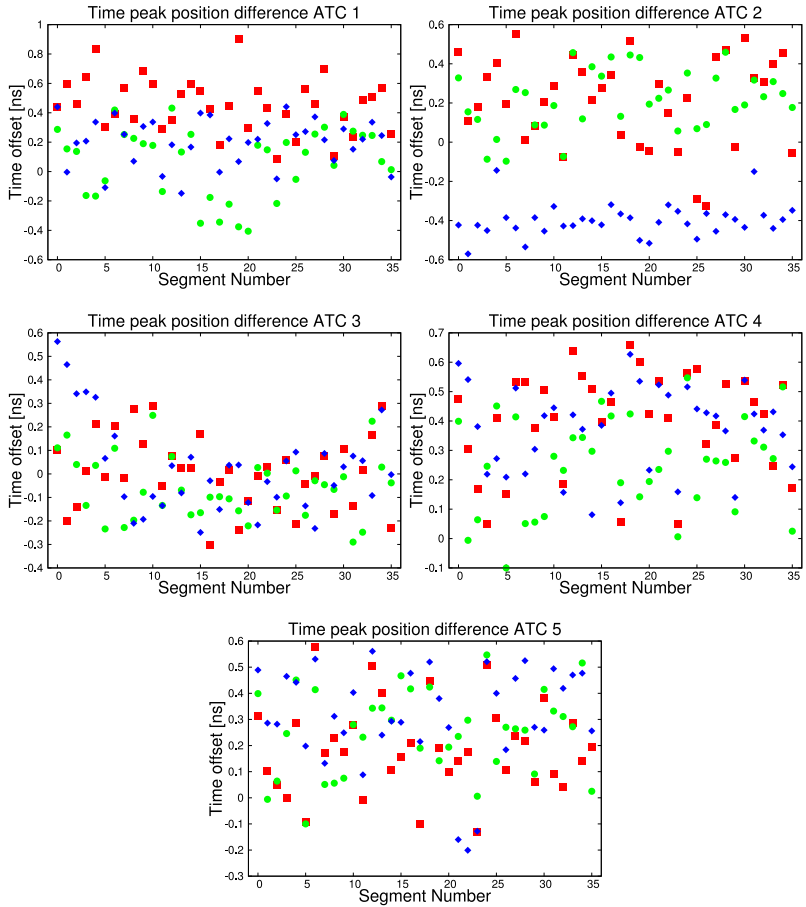 Time peak position difference ATC 1
Time offset [ns]
1
0.8
0.6
0.4
0.2
0
-0.2
-0.4
-0.6
0 5 10 15 20 25 30 35
Segment Number
Time peak position difference ATC 2
Time offset [ns]
0.6
0.4
0.2
0
-0.2
-0.4
-0.6
0 5 10 15 20 25 30 35
Segment Number
Time peak position difference ATC 3
Time offset [ns]
0.6
0.5
0.4
0.3
0.2
0.1
0
-0.1
-0.2
-0.3
-0.4
0 5 10 15 20 25 30 35
Segment Number
Time peak position difference ATC 4
Time offset [ns]
0.7
0.6
0.5
0.4
0.3
0.2
0.1
0
-0.1
0 5 10 15 20 25 30 35
Segment Number
Time peak position difference ATC 5
Time offset [ns]
0.6
0.5
0.4
0.3
0.2
0.1
0
-0.1
-0.2
-0.3
0 5 10 15 20 25 30 35
Segment Number